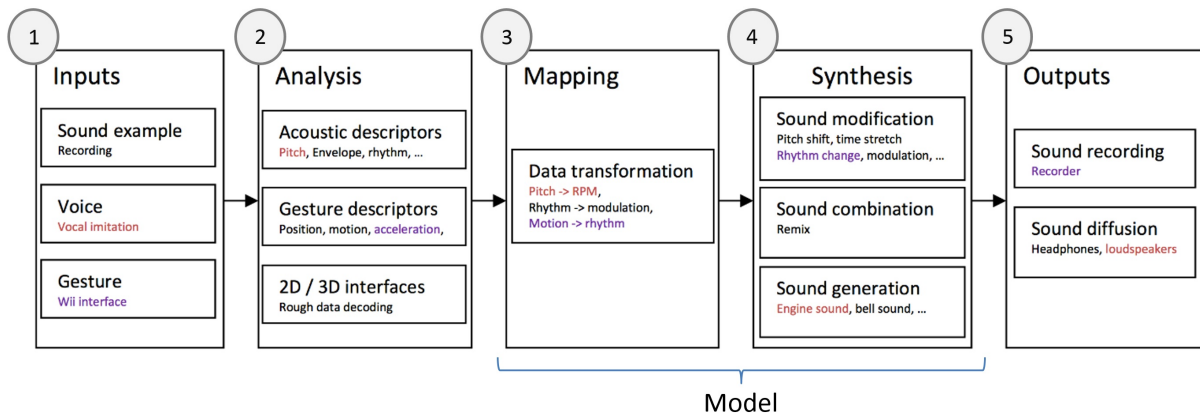 1
Inputs
Sound example
Recording
Voice
Vocal imitation
Gesture
Wii interface
2
Analysis
Acoustic descriptors
Pitch, Envelope, rhythm, ...
Gesture descriptors
Position, motion, acceleration,
2D / 3D interfaces
Rough data decoding
3
Mapping
Data transformation
Pitch -> RPM,
Rhythm -> modulation,
Motion -> rhythm
4
Synthesis
Sound modification
Pitch shift, time stretch
Rhythm change, modulation, ...
Sound combination
Remix
Sound generation
Engine sound, bell sound, ...
5
Outputs
Sound recording
Recorder
Sound diffusion
Headphones, loudspeakers
Model